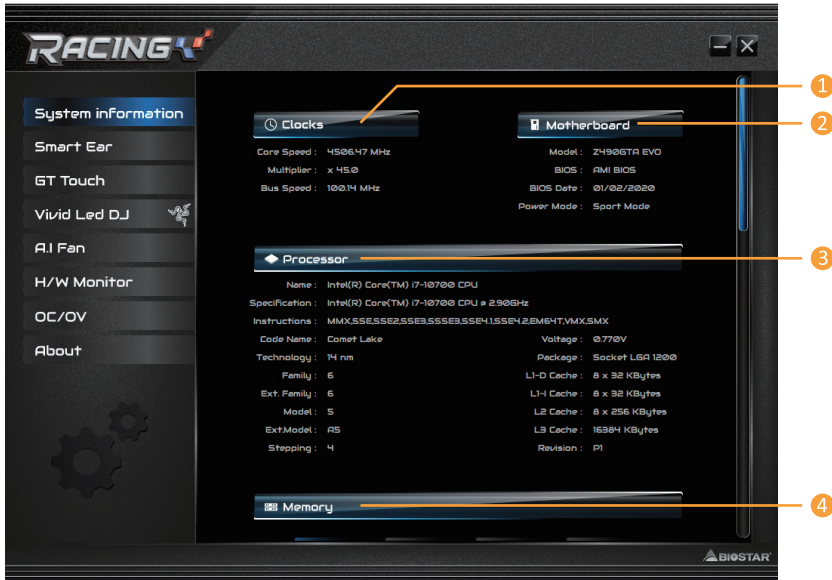 RACING
System information
Smart Ear
GT Touch
Vivid Led DJ
A.I Fan
H/W Monitor
OC/OV
About
Clocks
Core Speed : 4506.47 MHz
Multiplier : x 45.0
Bus Speed : 100.14 MHz
Motherboard
Model : Z490GTA EVO
BIOS : AMI BIOS
BIOS Date : 01/02/2020
Power Mode : Sport Mode
Processor
Name : Intel(R) Core(TM) i7-10700 CPU
Specification : Intel(R) Core(TM) i7-10700 CPU @ 2.90GHz
Instructions : MMX,SSE,SSE2,SSE3,SSSE3,SSE4.1,SSE4.2,EM64T,VMX,SMX
Code Name : Comet Lake
Technology : 14 nm
Family : 6
Ext. Family : 6
Model : 5
Ext.Model : A5
Stepping : 4
Voltage : 0.770V
Package : Socket LGA 1200
L1-D Cache : 8 x 32 KBytes
L1-I Cache : 8 x 32 KBytes
L2 Cache : 8 x 256 KBytes
L3 Cache : 16384 KBytes
Revision : P1
Memory
BIOSTAR
1
2
3
4